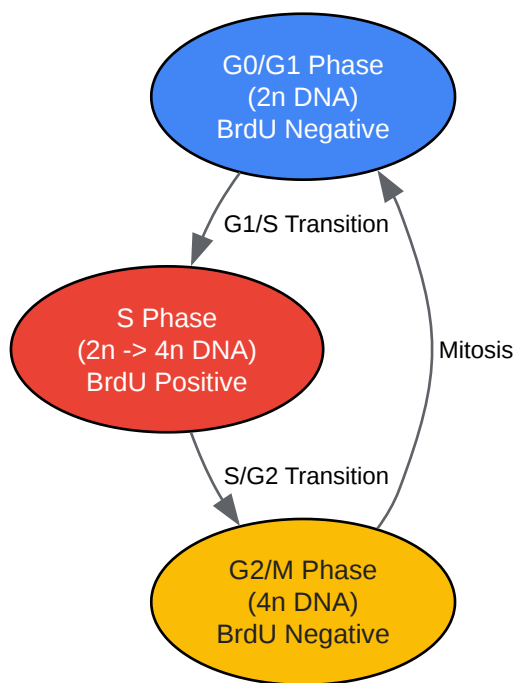 G0/G1 Phase
(2n DNA)
BrdU Negative
G1/S Transition
S Phase
(2n -> 4n DNA)
BrdU Positive
Mitosis
S/G2 Transition
G2/M Phase
(4n DNA)
BrdU Negative